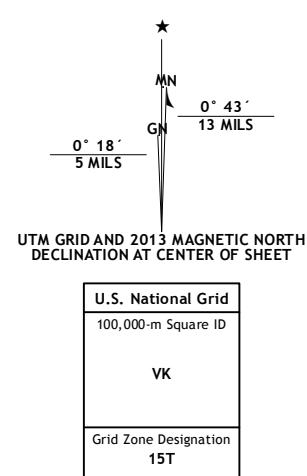 ★
MN
0° 43´
13 MILS
GN
0° 18´
5 MILS
UTM GRID AND 2013 MAGNETIC NORTH
DECLINATION AT CENTER OF SHEET
U.S. National Grid
100,000-m Square ID
VK
Grid Zone Designation
15T